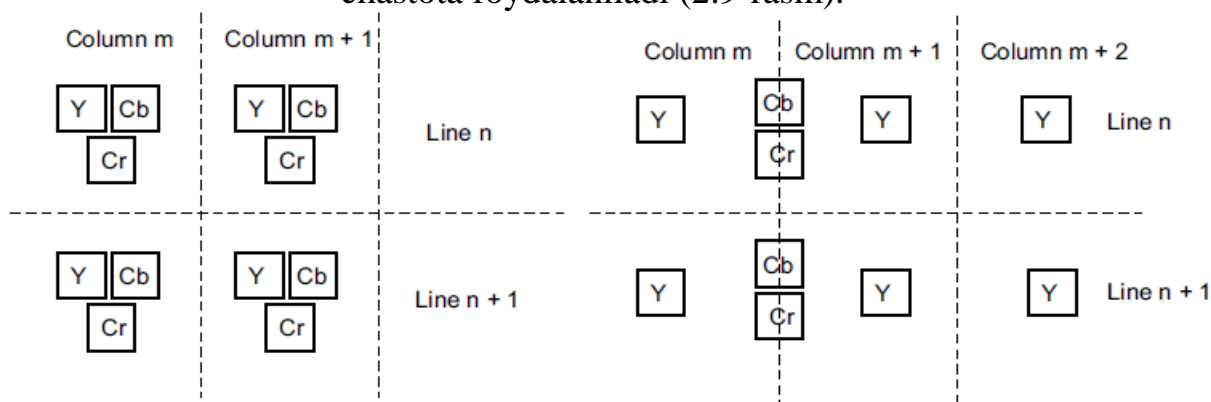 chastota foydalaniladi (2.9-rasm).
Column m Column m + 1 Column m Column m + 1 Column m + 2
Y Cb Y Cb Line n Y Cb Y Y Line n
Cr Cr Cr
Y Cb Y Cb Line n + 1 Y Cb Y Y Line n + 1
Cr Cr Cr